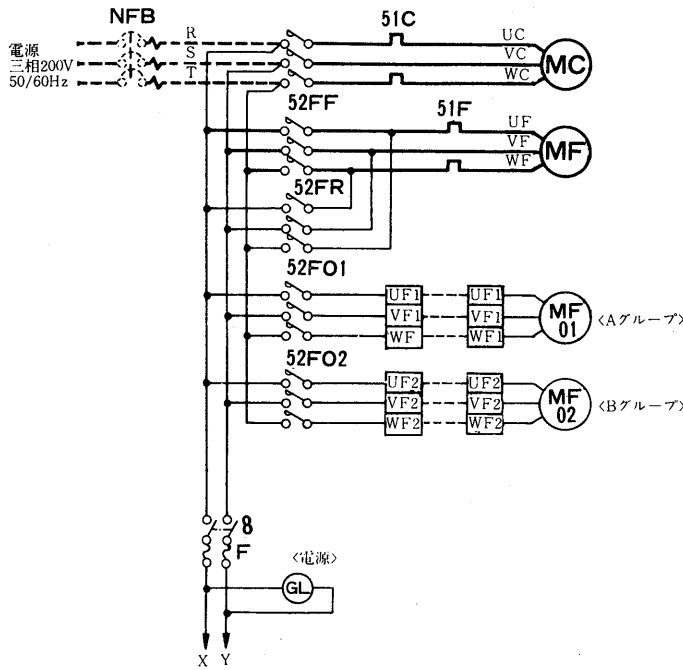 NFB
電源
三相200V
50/60Hz
R
S
T
51C
UC
VC
WC
MC
52FF
51F
UF
VF
WF
MF
52FR
52FO1
UF1
UF1
VF1
VF1
WF
WF1
MF
01
〈Aグループ〉
52FO2
UF2
UF2
VF2
VF2
WF2
WF2
MF
02
〈Bグループ〉
8
F
〈電源〉
GL
X
Y